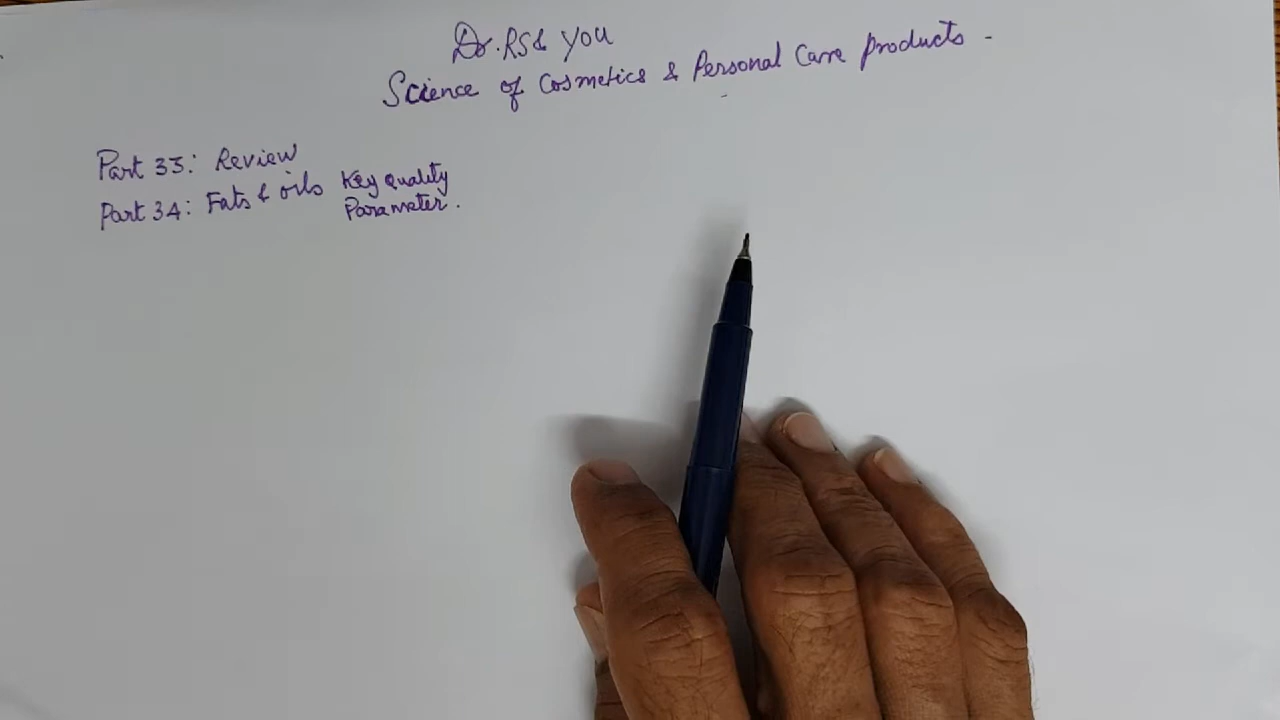 Dr. RS & YOU
Science of Cosmetics & Personal Care Products -
Part 33: Review
Part 34: Fats & oils Key Quality
Parameter.